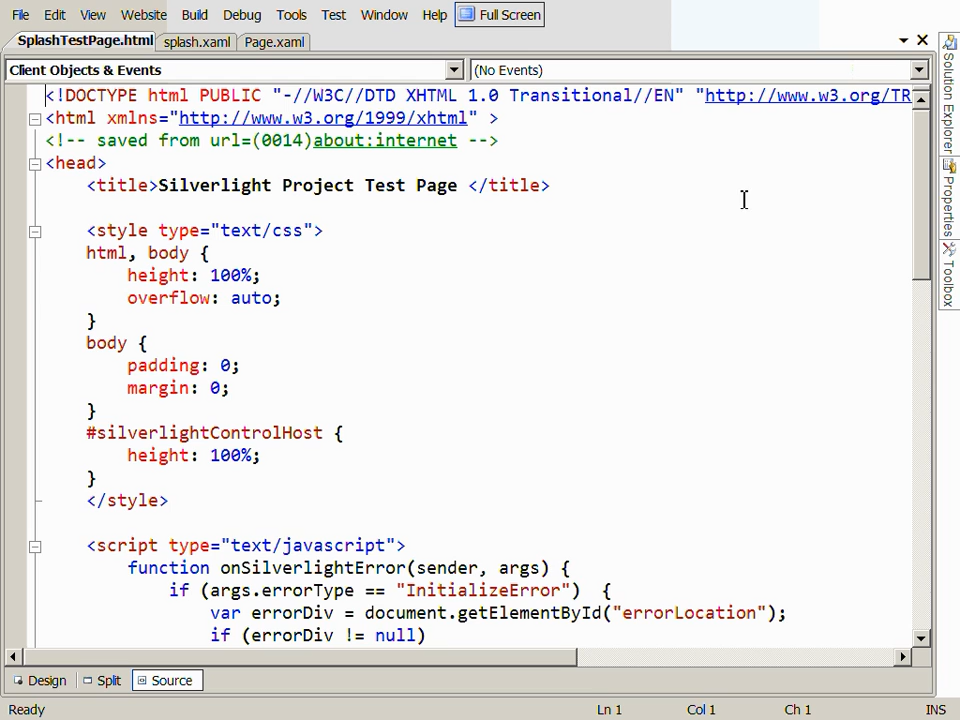 File Edit View Website Build Debug Tools Test Window Help Full Screen
SplashTestPage.html splash.xaml Page.xaml
Client Objects & Events (No Events)
<!DOCTYPE html PUBLIC "-//W3C//DTD XHTML 1.0 Transitional//EN" "http://www.w3.org/TR
<html xmlns="http://www.w3.org/1999/xhtml" >
<!-- saved from url=(0014)about:internet -->
<head>
<title>Silverlight Project Test Page </title>
<style type="text/css">
html, body {
height: 100%;
overflow: auto;
}
body {
padding: 0;
margin: 0;
}
#silverlightControlHost {
height: 100%;
}
</style>
<script type="text/javascript">
function onSilverlightError(sender, args) {
if (args.errorType == "InitializeError")  {
var errorDiv = document.getElementById("errorLocation");
if (errorDiv != null)
Design Split Source
Ready Ln 1 Col 1 Ch 1 INS
Solution Explorer
Properties
Toolbox